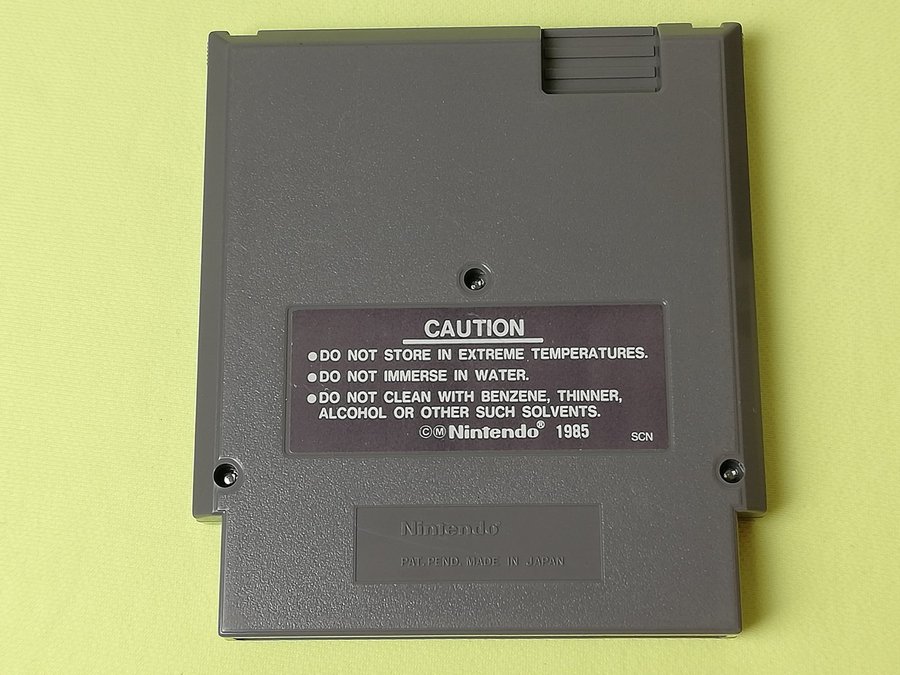 CAUTION
●DO NOT STORE IN EXTREME TEMPERATURES.
●DO NOT IMMERSE IN WATER.
●DO NOT CLEAN WITH BENZENE, THINNER,
ALCOHOL OR OTHER SUCH SOLVENTS.
©Ⓜ Nintendo® 1985
SCN
Nintendo
PAT. PEND. MADE IN JAPAN